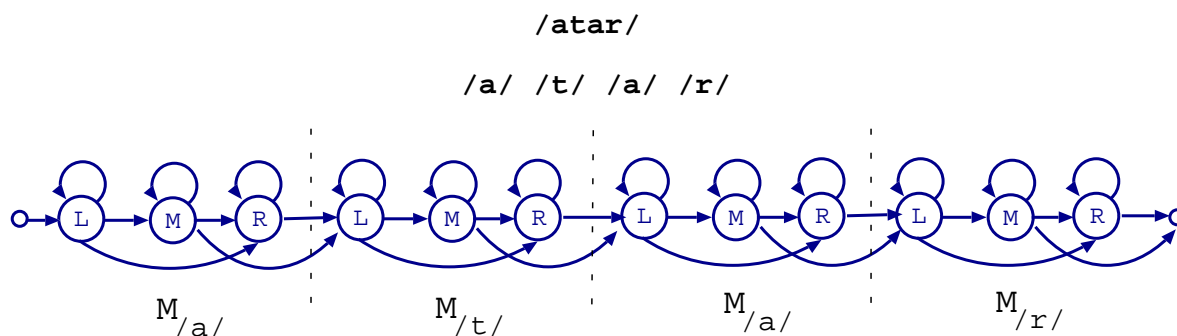 /atar/
/a/ /t/ /a/ /r/
L M R L M R L M R L M R
M/a/ M/t/ M/a/ M/r/